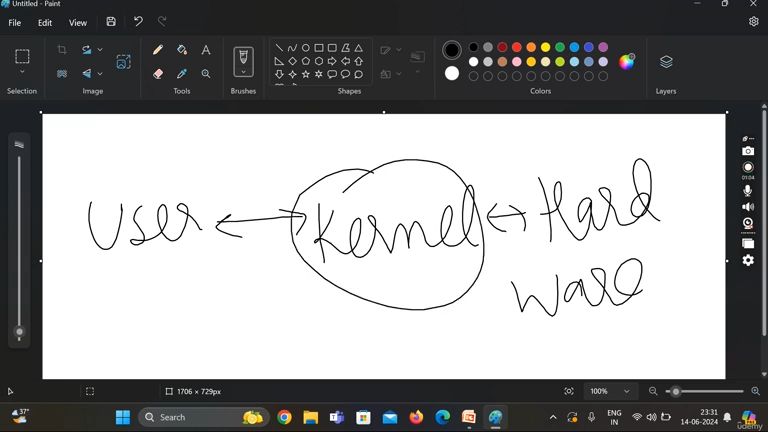 Untitled - Paint
File Edit View
Selection Image Tools Brushes Shapes Colors Layers
01:04
User Kernel Hard
ware
1706 × 729px 100%
37°
Search
ENG
IN
23:31
14-06-2024
udemy